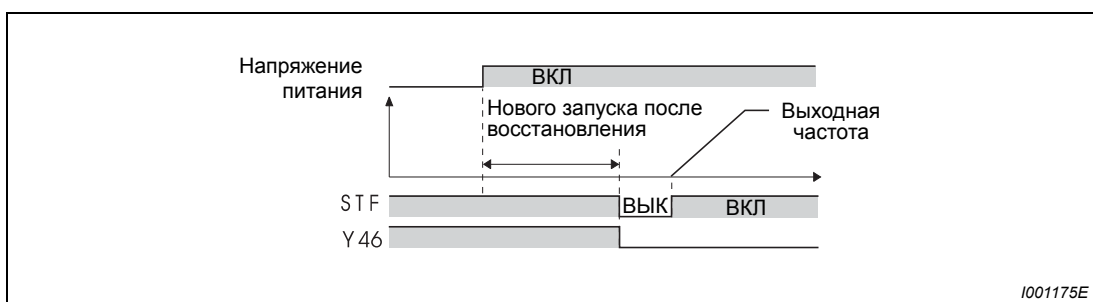 Напряжение
питания
ВКЛ
Нового запуска после
восстановления
Выходная
частота
STF
ВЫК
ВКЛ
Y46
I001175E